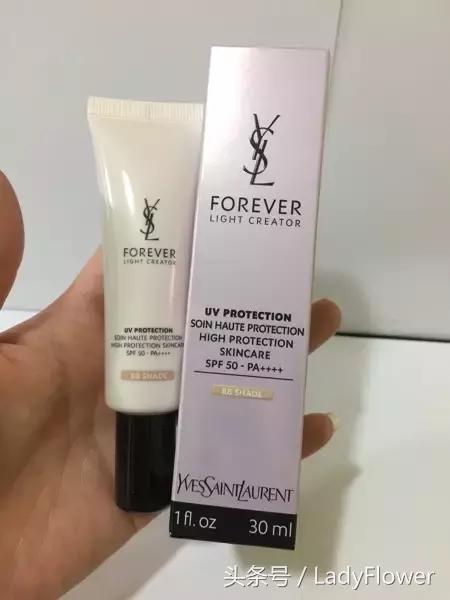 YSL
FOREVER
LIGHT CREATOR
UV PROTECTION
SOIN HAUTE PROTECTION
HIGH PROTECTION SKINCARE
SPF 50 - PA++++
BB SHADE
YSL
FOREVER
LIGHT CREATOR
UV PROTECTION
SOIN HAUTE PROTECTION
HIGH PROTECTION
SKINCARE
SPF 50 - PA++++
BB SHADE
YVESSAINTLAURENT
1 fl. oz 30 ml
头条号 / LadyFlower